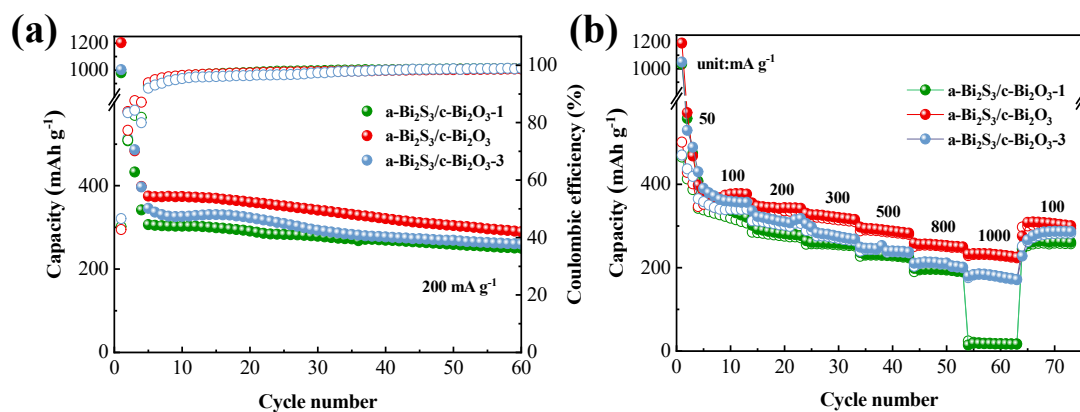 (a)
1200
1000
400
200
0
Capacity (mAh g⁻¹)
a-Bi₂S₃/c-Bi₂O₃-1
a-Bi₂S₃/c-Bi₂O₃
a-Bi₂S₃/c-Bi₂O₃-3
200 mA g⁻¹
100
80
60
40
20
0
Coulombic efficiency (%)
0 10 20 30 40 50 60
Cycle number
(b)
1200
1000
400
200
0
Capacity (mAh g⁻¹)
unit:mA g⁻¹
a-Bi₂S₃/c-Bi₂O₃-1
a-Bi₂S₃/c-Bi₂O₃
a-Bi₂S₃/c-Bi₂O₃-3
50
100
200
300
500
800
1000
100
0 10 20 30 40 50 60 70
Cycle number